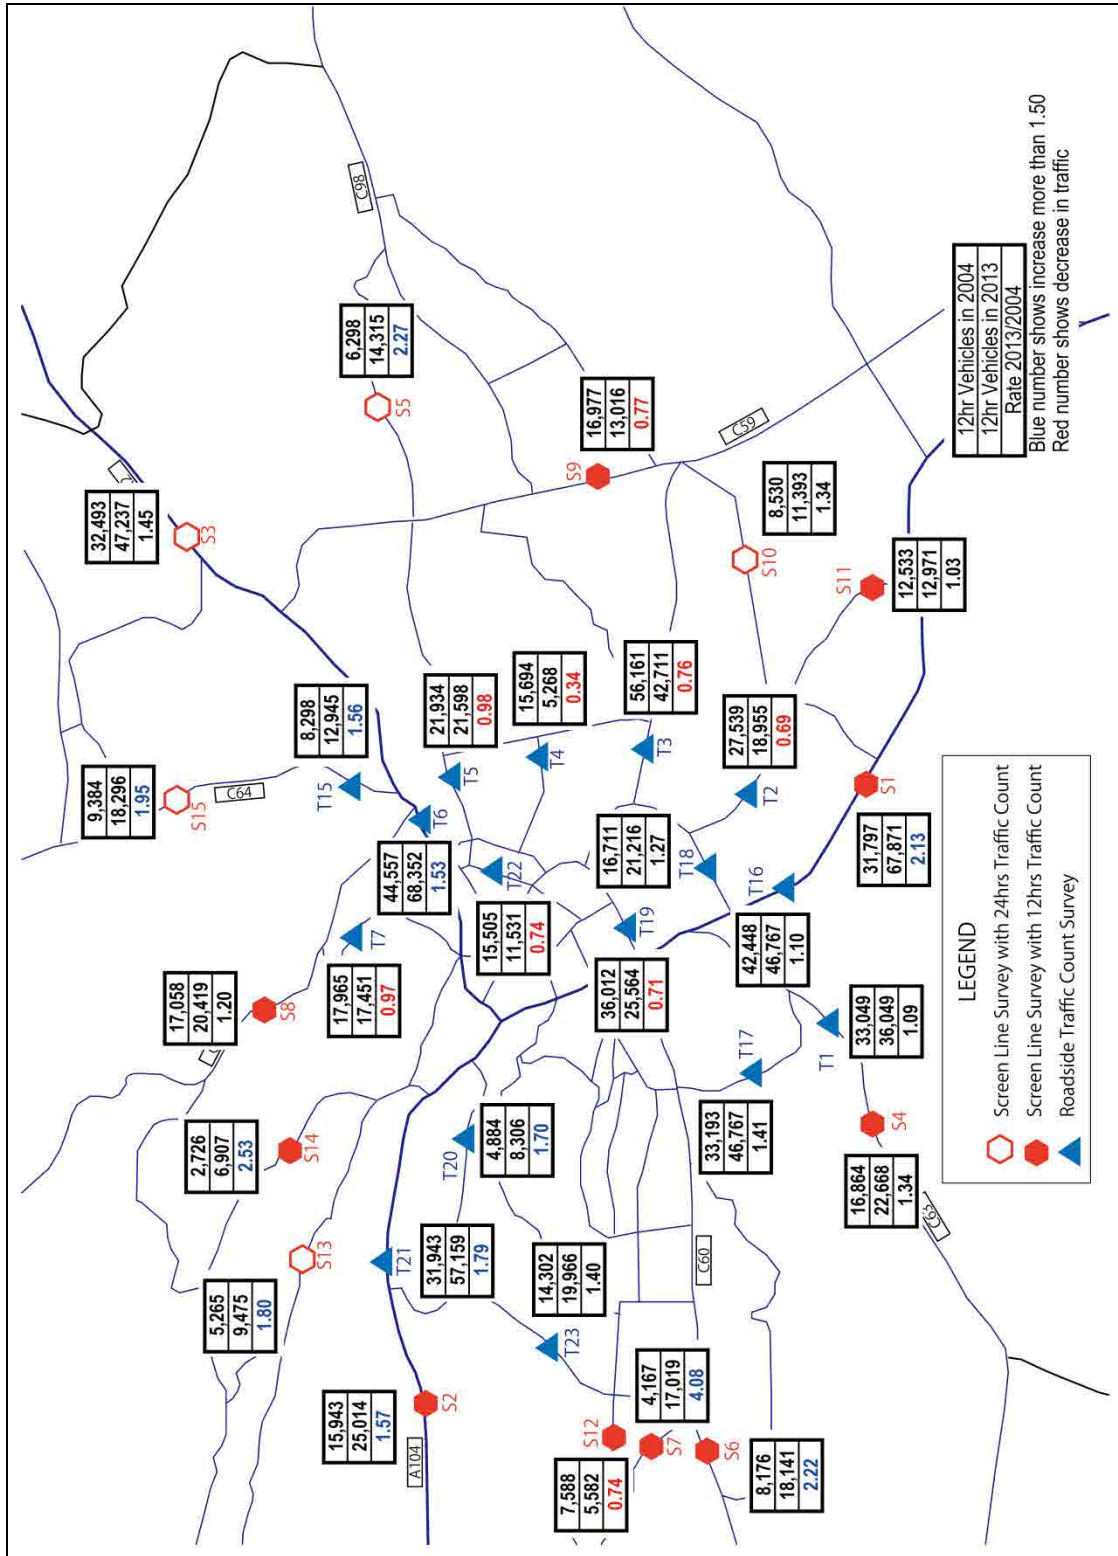 9,384
18,296
1.95
S15
C64
32,493
47,237
1.45
S3
17,058
20,419
1.20
S8
2,726
6,907
2.53
S14
5,265
9,475
1.80
S13
15,943
25,014
1.57
S2
A104
T21
31,943
57,159
1.79
T20
4,884
8,306
1.70
17,965
17,451
0.97
T7
44,557
68,352
1.53
T6
8,298
12,945
1.56
T15
6,298
14,315
2.27
S5
C98
21,934
21,598
0.98
T5
15,505
11,531
0.74
T22
15,694
5,268
0.34
T4
14,302
19,966
1.40
T23
7,588
5,582
0.74
S12
S7
4,167
17,019
4.08
S6
8,176
18,141
2.22
C60
36,012
25,564
0.71
T19
16,711
21,216
1.27
56,161
42,711
0.76
T3
16,977
13,016
0.77
S9
C59
33,193
46,767
1.41
T17
42,448
46,767
1.10
T16
T18
27,539
18,955
0.69
T2
8,530
11,393
1.34
S10
16,864
22,668
1.34
S4
33,049
36,049
1.09
T1
31,797
67,871
2.13
S1
12,533
12,971
1.03
S11
12hr Vehicles in 2004
12hr Vehicles in 2013
Rate 2013/2004
Blue number shows increase more than 1.50
Red number shows decrease in traffic
LEGEND
Screen Line Survey with 24hrs Traffic Count
Screen Line Survey with 12hrs Traffic Count
Roadside Traffic Count Survey